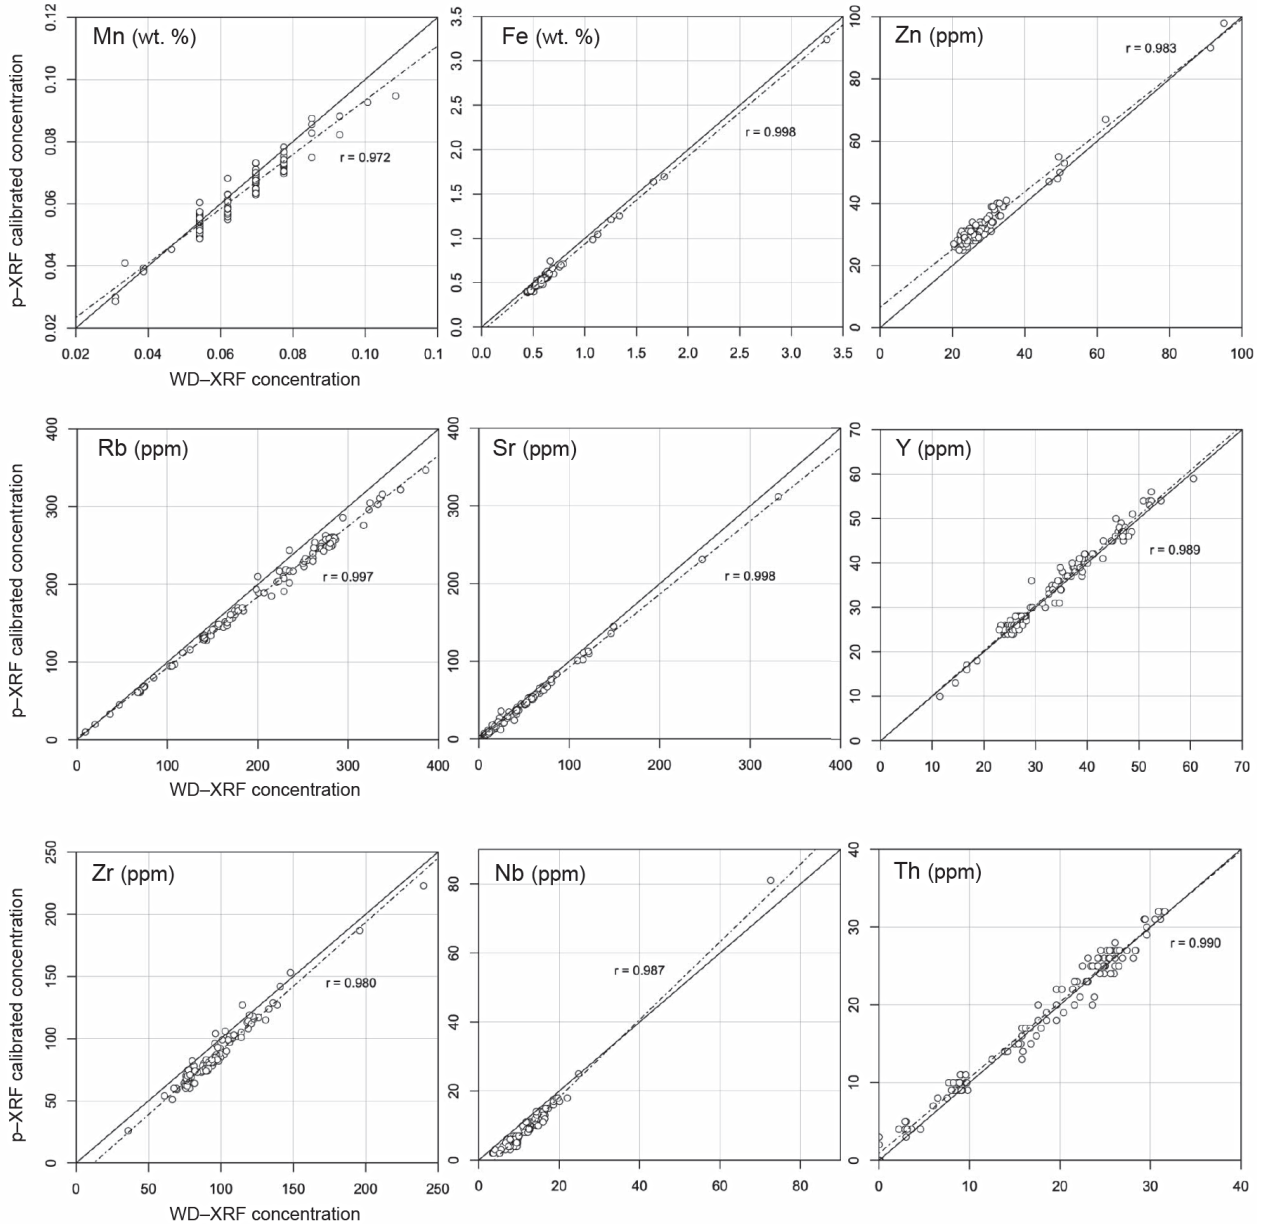 Mn (wt. %)
r = 0.972
p–XRF calibrated concentration
0.02 0.04 0.06 0.08 0.10 0.12
0.02 0.04 0.06 0.08 0.10 0.1
WD–XRF concentration
Fe (wt. %)
r = 0.998
0.0 0.5 1.0 1.5 2.0 2.5 3.0 3.5
0.0 0.5 1.0 1.5 2.0 2.5 3.0 3.5
Zn (ppm)
r = 0.983
0 20 40 60 80 100
0 20 40 60 80 100
Rb (ppm)
r = 0.997
p–XRF calibrated concentration
0 100 200 300 400
0 100 200 300 400
WD–XRF concentration
Sr (ppm)
r = 0.998
0 100 200 300 400
0 100 200 300 400
Y (ppm)
r = 0.989
0 10 20 30 40 50 60 70
0 10 20 30 40 50 60 70
Zr (ppm)
r = 0.980
p–XRF calibrated concentration
0 50 100 150 200 250
0 50 100 150 200 250
WD–XRF concentration
Nb (ppm)
r = 0.987
0 20 40 60 80
0 20 40 60 80
Th (ppm)
r = 0.990
0 10 20 30 40
0 10 20 30 40